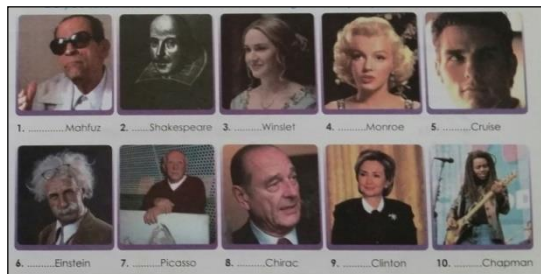 1. ............Mahfuz 2. ..........Shakespeare 3. ..........Winslet 4. ..........Monroe 5. ..........Cruise
6. ...........Einstein 7. ..........Picasso 8. ..........Chirac 9. ..........Clinton 10. ...........Chapman